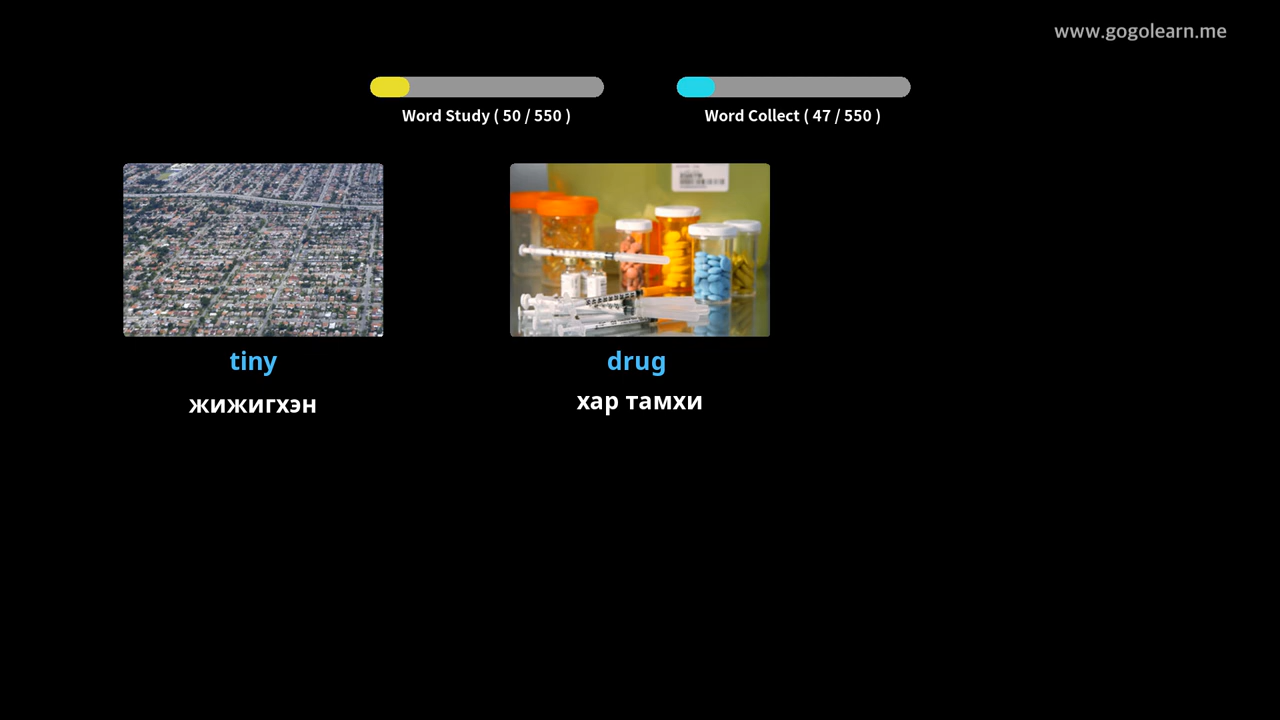 www.gogolearn.me
Word Study ( 50 / 550 )
Word Collect ( 47 / 550 )
tiny
жижигхэн
drug
хар тамхи